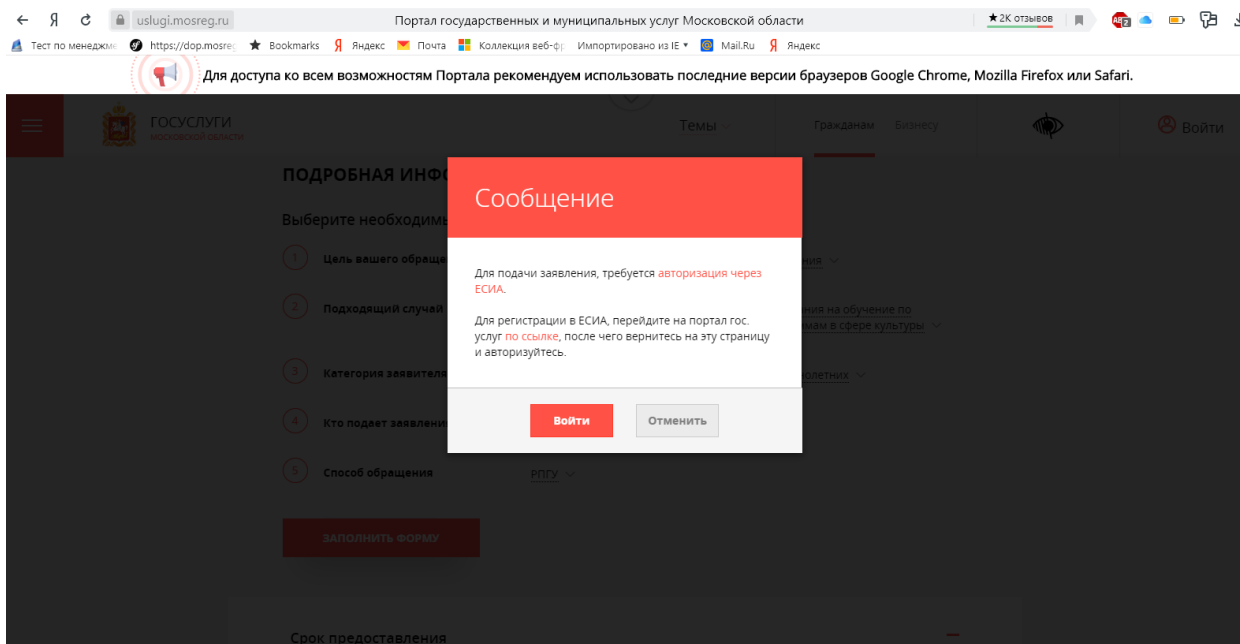 uslugi.mosreg.ru
Портал государственных и муниципальных услуг Московской области
★ 2K отзывов
Тест по менеджме
https://dop.mosreg
Bookmarks
Яндекс
Почта
Коллекция веб-фр
Импортировано из IE
Mail.Ru
Яндекс
Для доступа ко всем возможностям Портала рекомендуем использовать последние версии браузеров Google Chrome, Mozilla Firefox или Safari.
ГОСУСЛУГИ
МОСКОВСКОЙ ОБЛАСТИ
Темы
Гражданам
Бизнесу
Войти
ПОДРОБНАЯ ИНФО
Выберите необходимы
Сообщение
1 Цель вашего обраще
ния
Для подачи заявления, требуется авторизация через
ЕСИА.
2 Подходящий случай
ния на обучение по
мам в сфере культуры
Для регистрации в ЕСИА, перейдите на портал гос.
услуг по ссылке, после чего вернитесь на эту страницу
и авторизуйтесь.
3 Категория заявителя
олетних
4 Кто подает заявлени
Войти
Отменить
5 Способ обращения
РПГУ
ЗАПОЛНИТЬ ФОРМУ
Срок предоставления